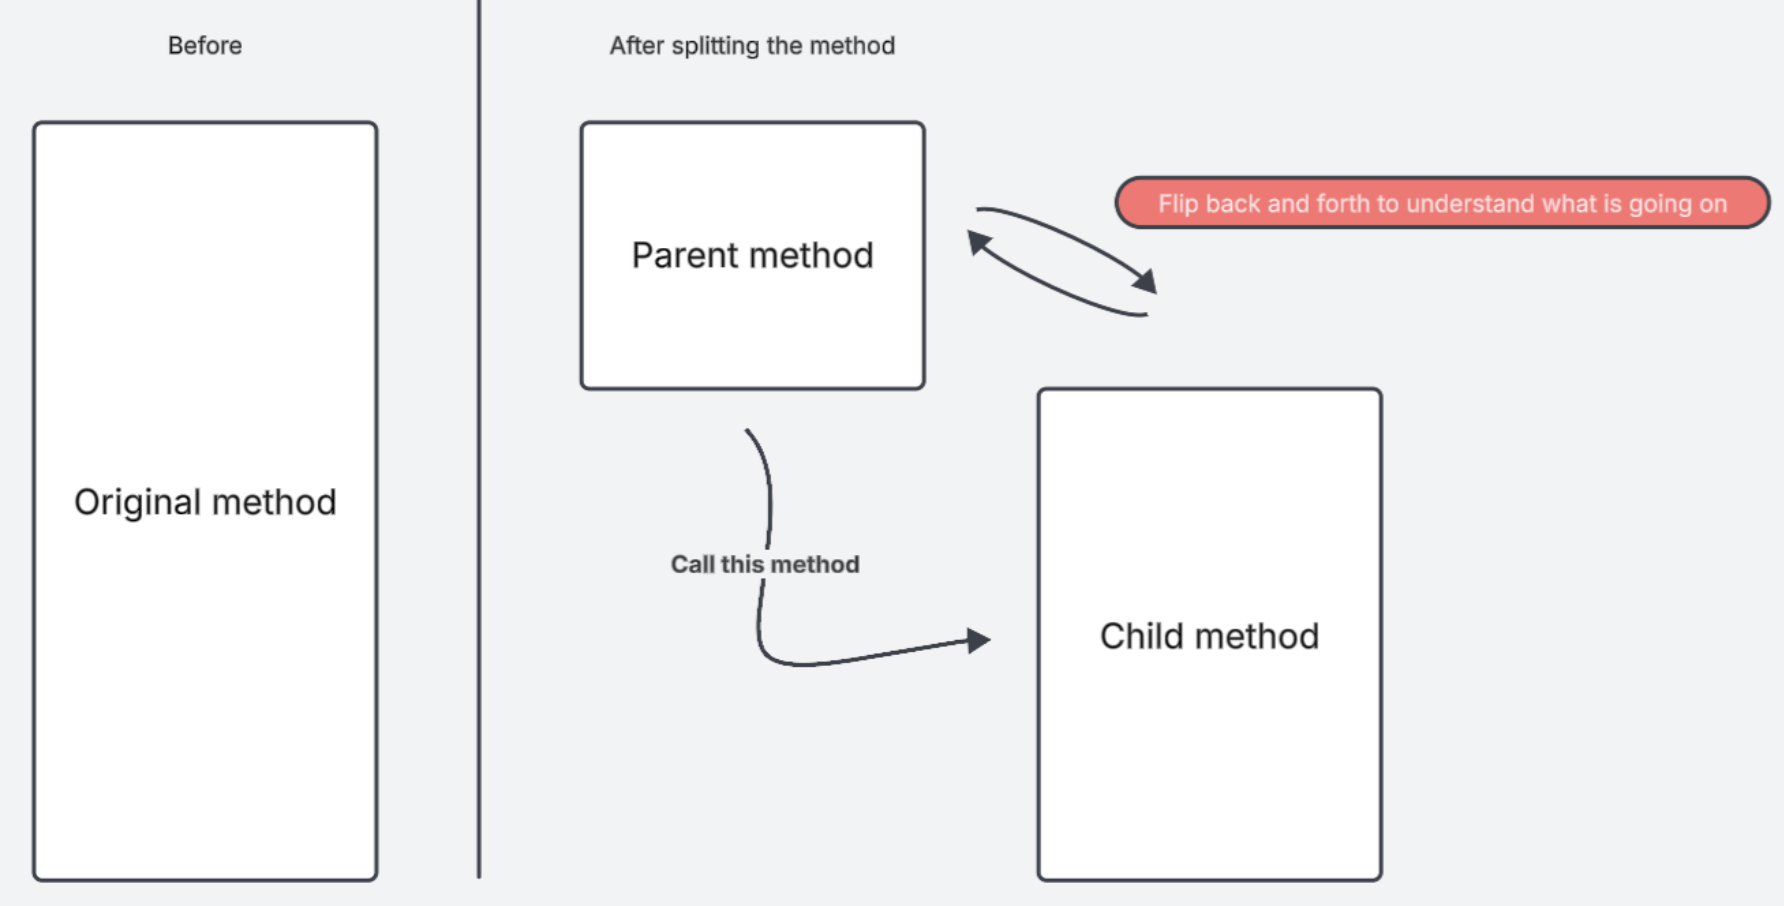 Before
After splitting the method
Flip back and forth to understand what is going on
Parent method
Original method
Call this method
Child method